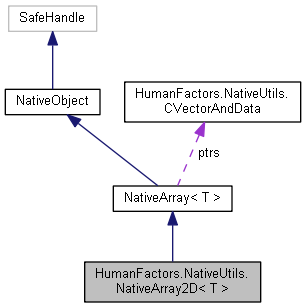 SafeHandle
NativeObject
HumanFactors.NativeUtils.
CVectorAndData
ptrs
NativeArray< T >
HumanFactors.NativeUtils.
NativeArray2D< T >